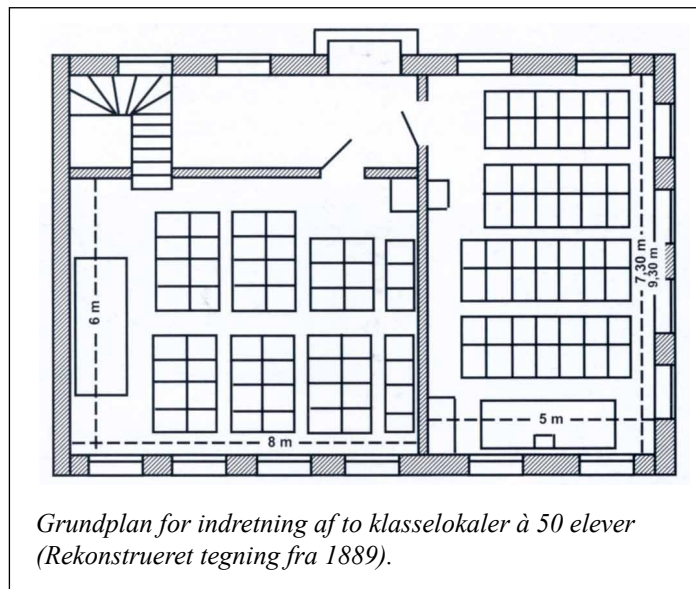 6 m
8 m
5 m
7,30 m
9,30 m
Grundplan for indretning af to klasselokaler à 50 elever
(Rekonstrueret tegning fra 1889).